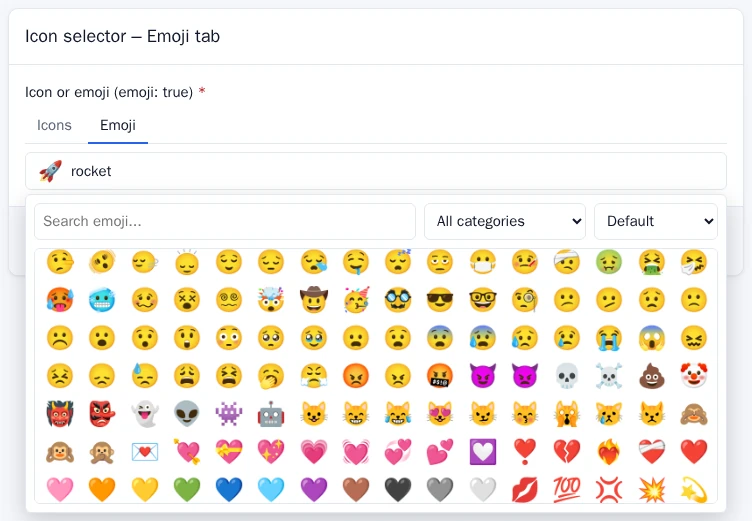 Icon selector – Emoji tab
Icon or emoji (emoji: true) *
Icons Emoji
🚀 rocket
Search emoji... All categories Default